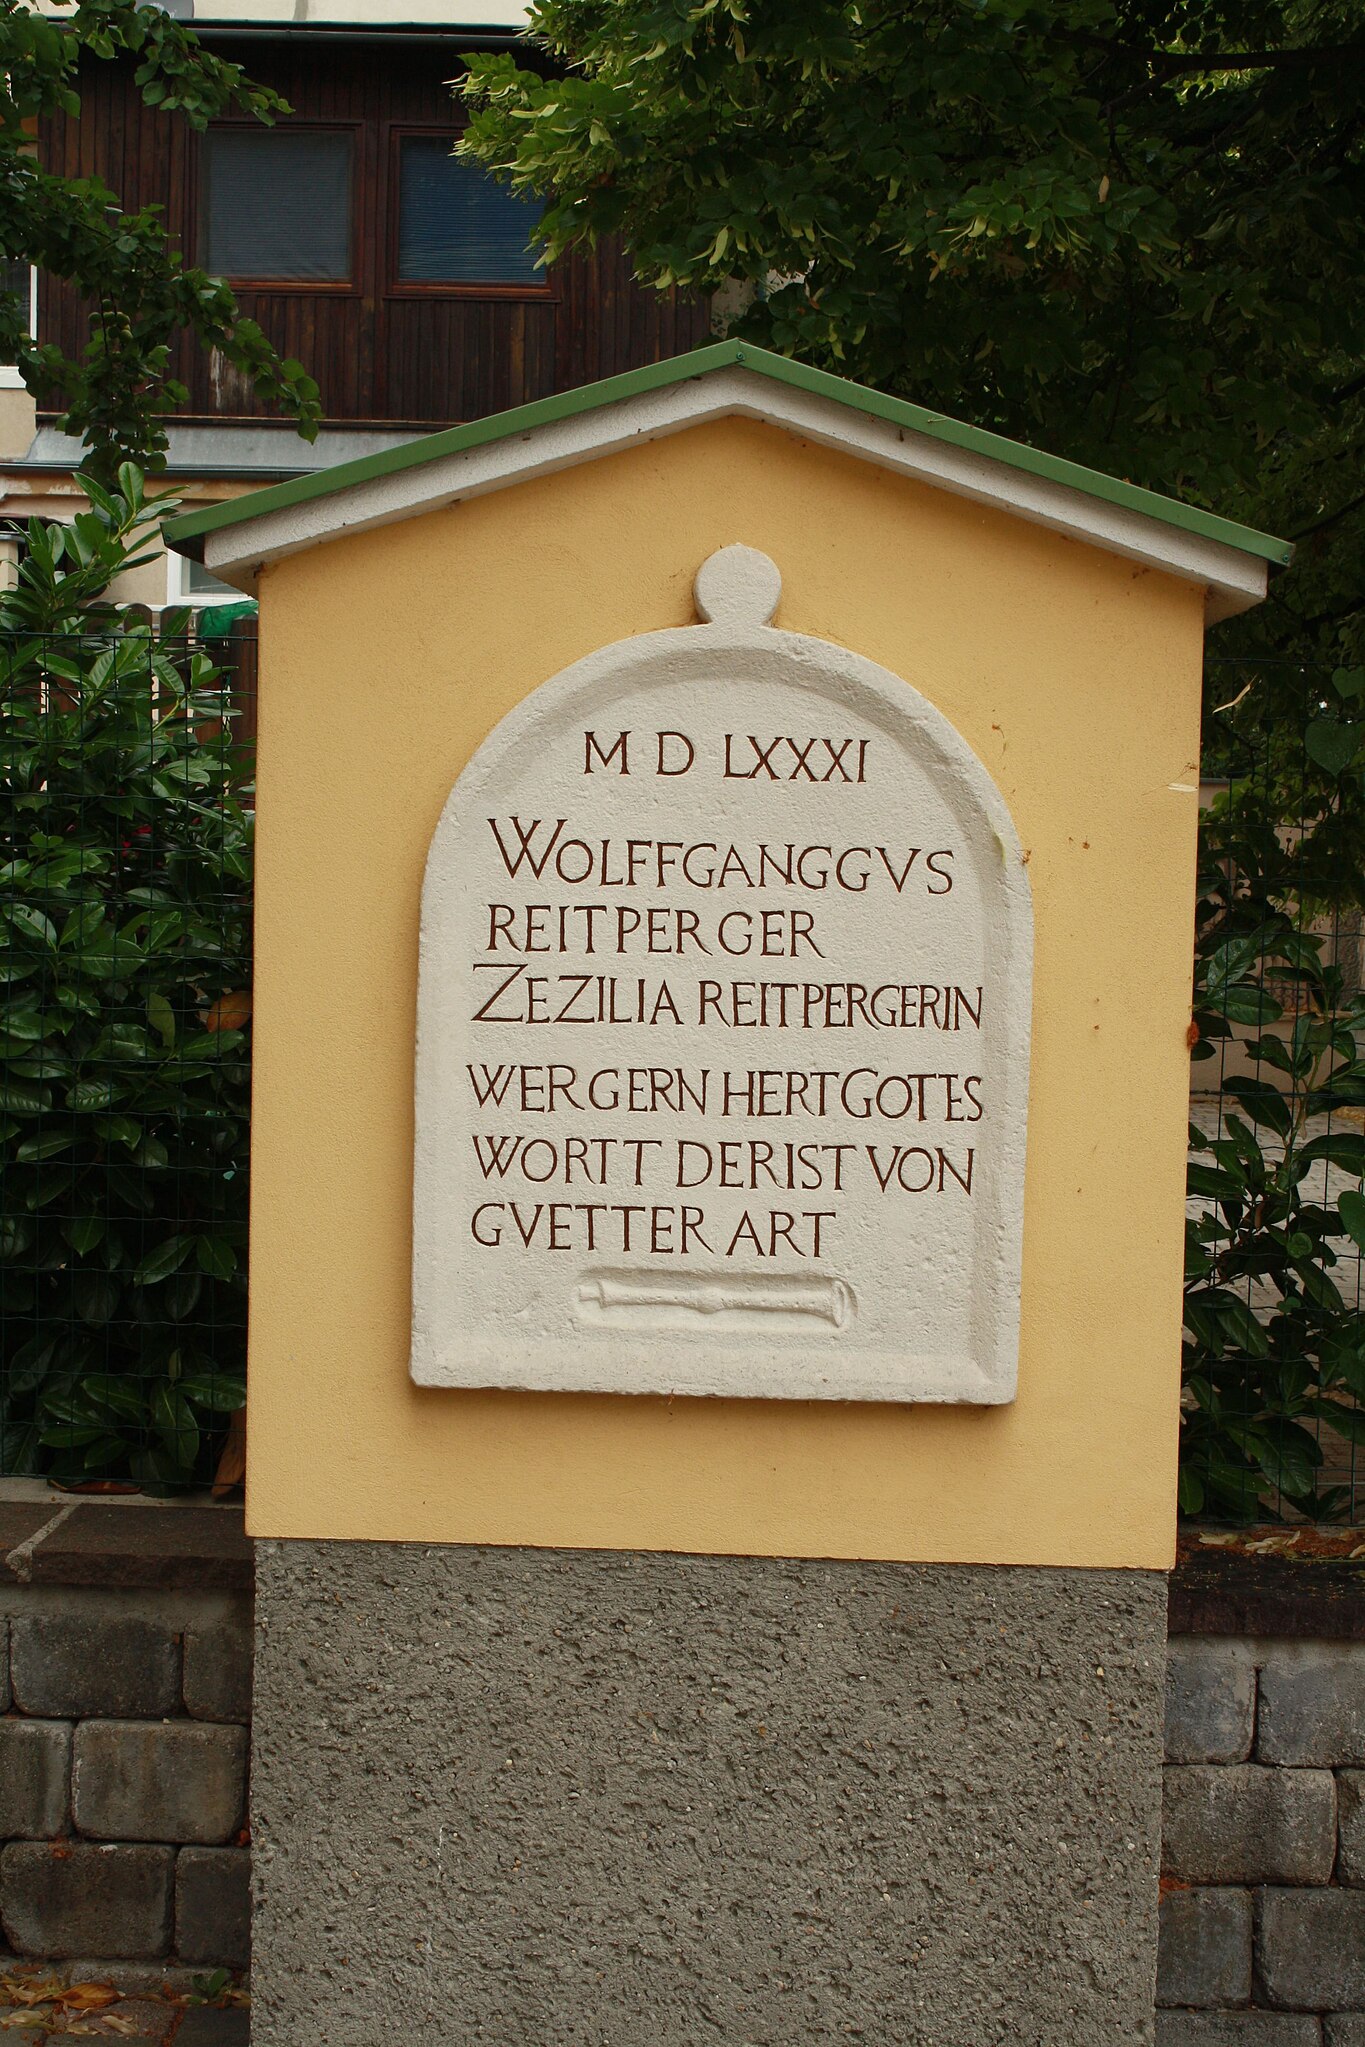 M D LXXXI
WOLFFGANGGVS
REITPERGER
ZEZILIA REITPERGERIN
WER GERN HERT GOTTES
WORTT DER IST VON
GVETTER ART